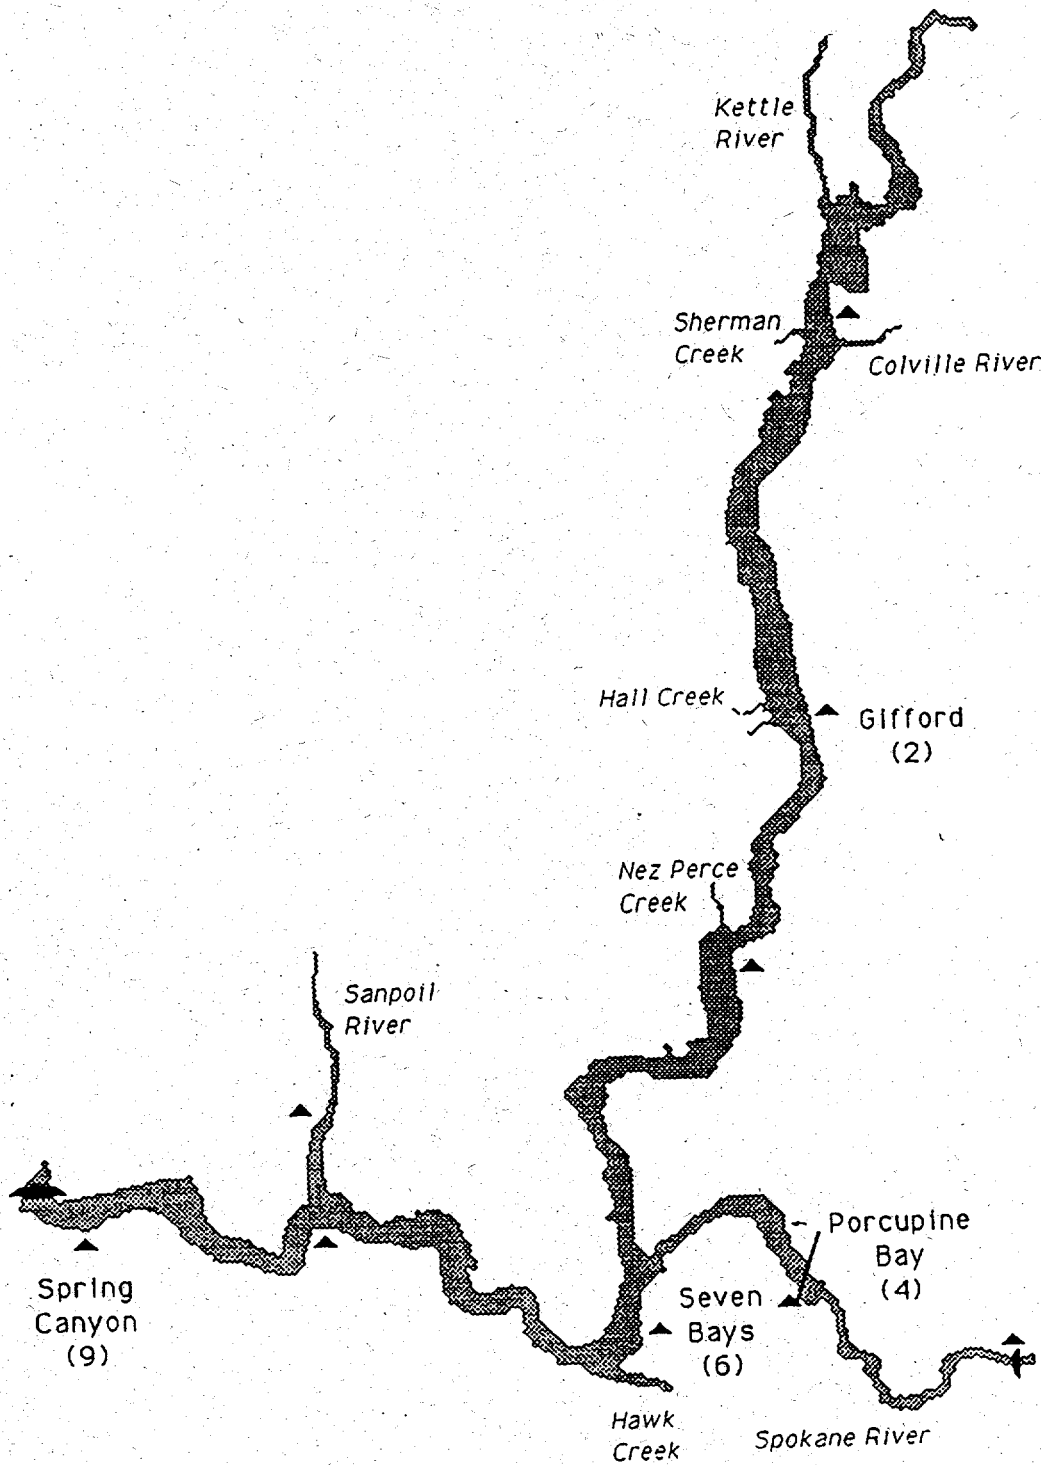 Kettle
River
Sherman
Creek
Colville River
Hall Creek
Gifford
(2)
Nez Perce
Creek
Sanpoil
River
Porcupine
Bay
(4)
Spring
Canyon
(9)
Seven
Bays
(6)
Hawk
Creek
Spokane River